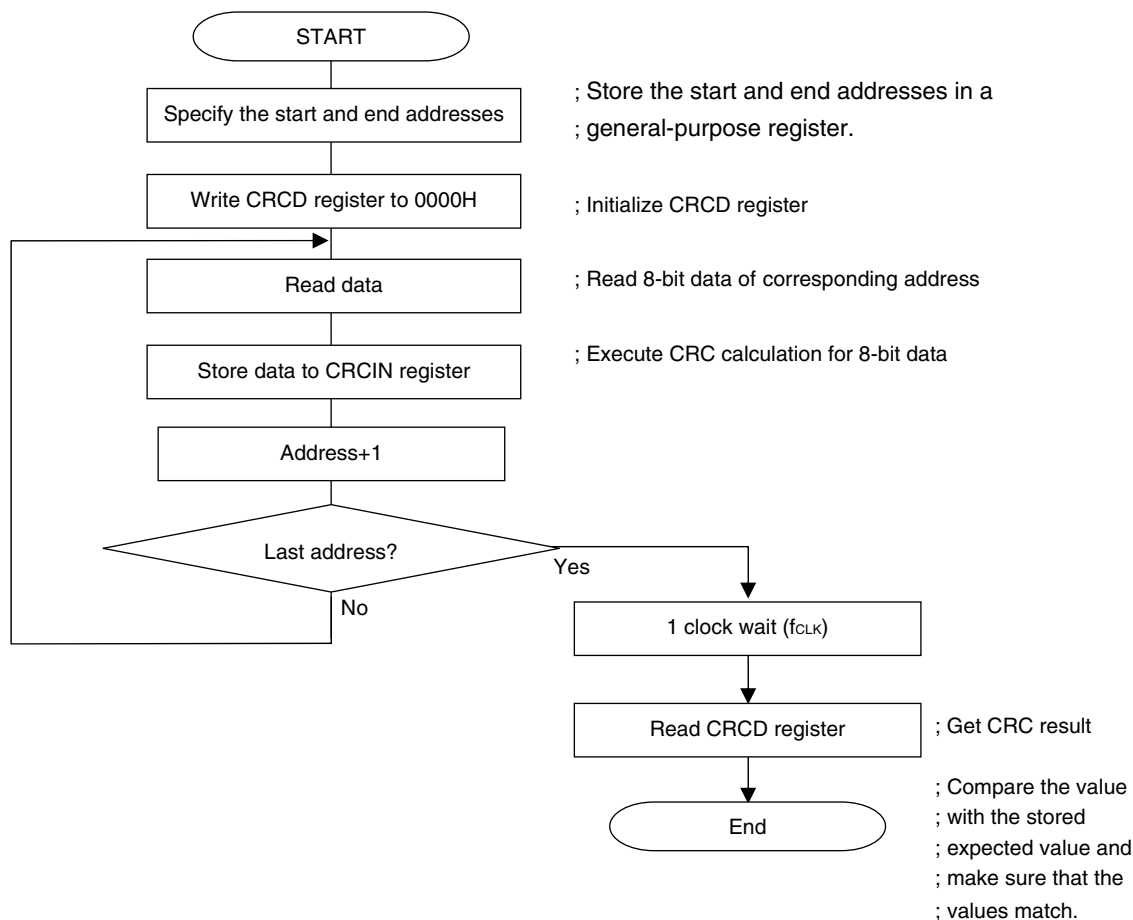 START
Specify the start and end addresses
; Store the start and end addresses in a
; general-purpose register.
Write CRCD register to 0000H
; Initialize CRCD register
Read data
; Read 8-bit data of corresponding address
Store data to CRCIN register
; Execute CRC calculation for 8-bit data
Address+1
Last address?
Yes
No
1 clock wait (fCLK)
Read CRCD register
; Get CRC result
End
; Compare the value
; with the stored
; expected value and
; make sure that the
; values match.